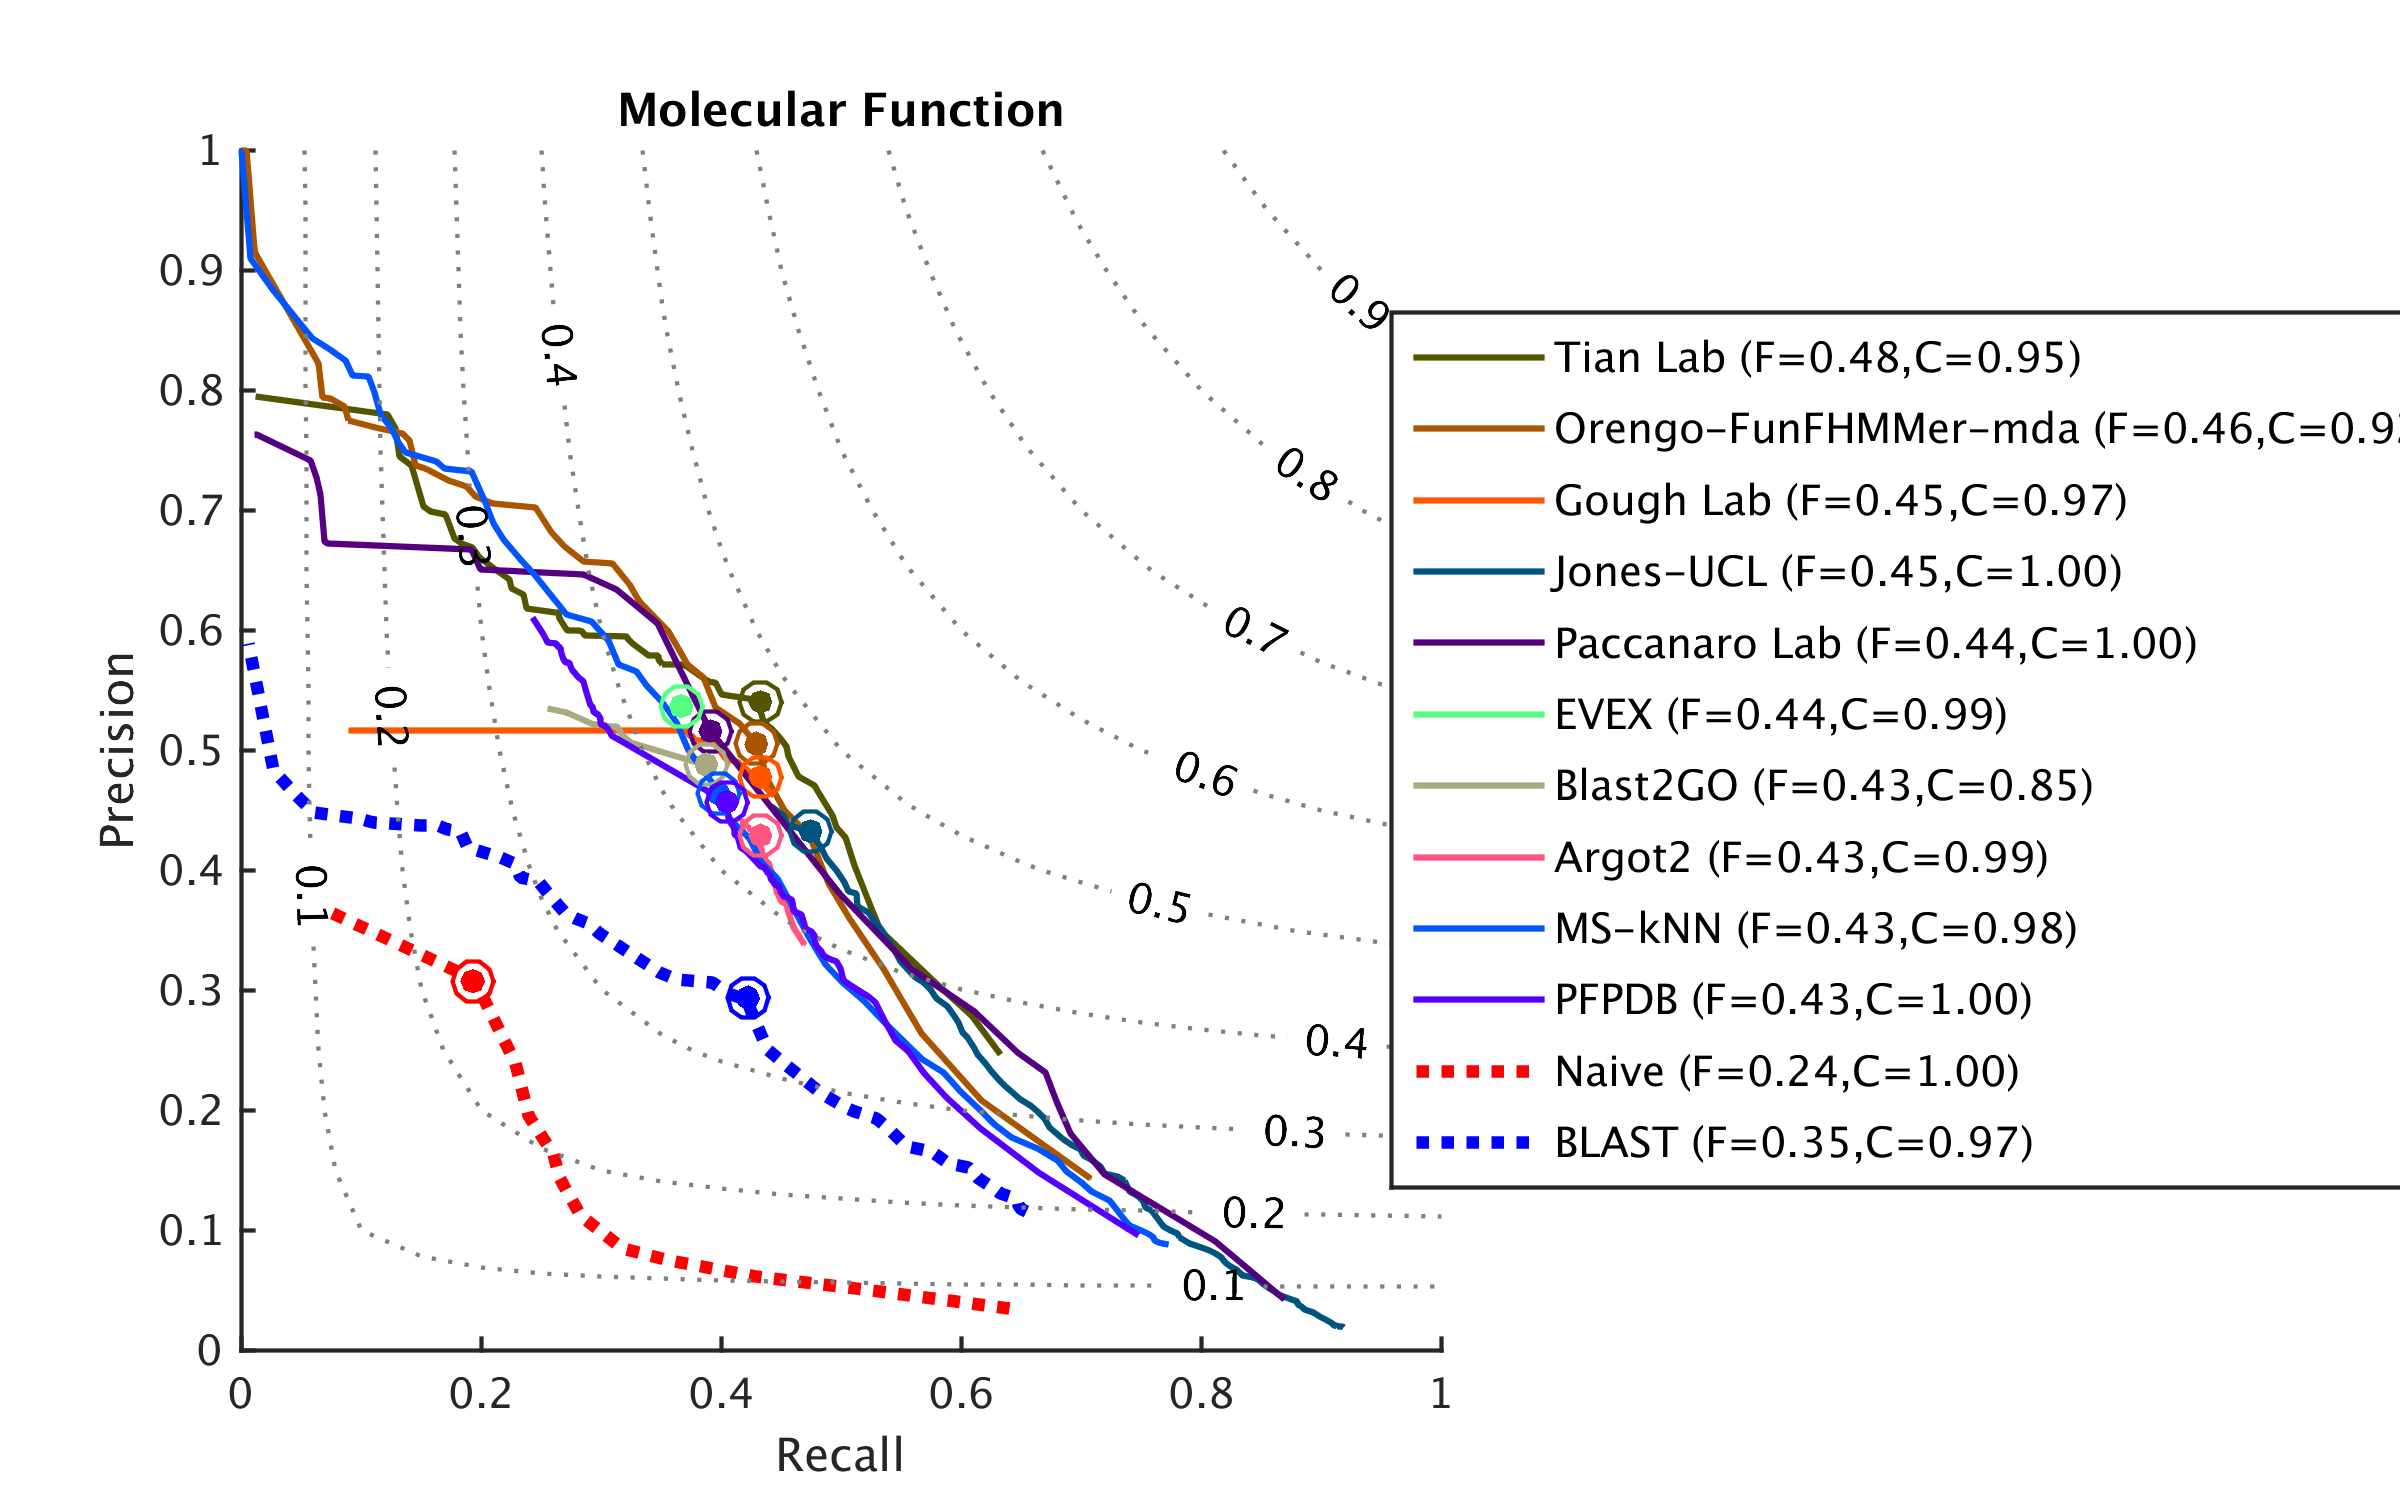 Molecular Function
1
0.9
0.8
0.7
0.6
0.5
0.4
0.3
0.2
0.1
0
Precision
0
0.2
0.4
0.6
0.8
1
Recall
0.1
0.2
0.3
0.4
0.9
0.8
0.7
0.6
0.5
0.4
0.3
0.2
0.1
Tian Lab (F=0.48,C=0.95)
Orengo-FunFHMMer-mda (F=0.46,C=0.9
Gough Lab (F=0.45,C=0.97)
Jones-UCL (F=0.45,C=1.00)
Paccanaro Lab (F=0.44,C=1.00)
EVEX (F=0.44,C=0.99)
Blast2GO (F=0.43,C=0.85)
Argot2 (F=0.43,C=0.99)
MS-kNN (F=0.43,C=0.98)
PFPDB (F=0.43,C=1.00)
Naive (F=0.24,C=1.00)
BLAST (F=0.35,C=0.97)